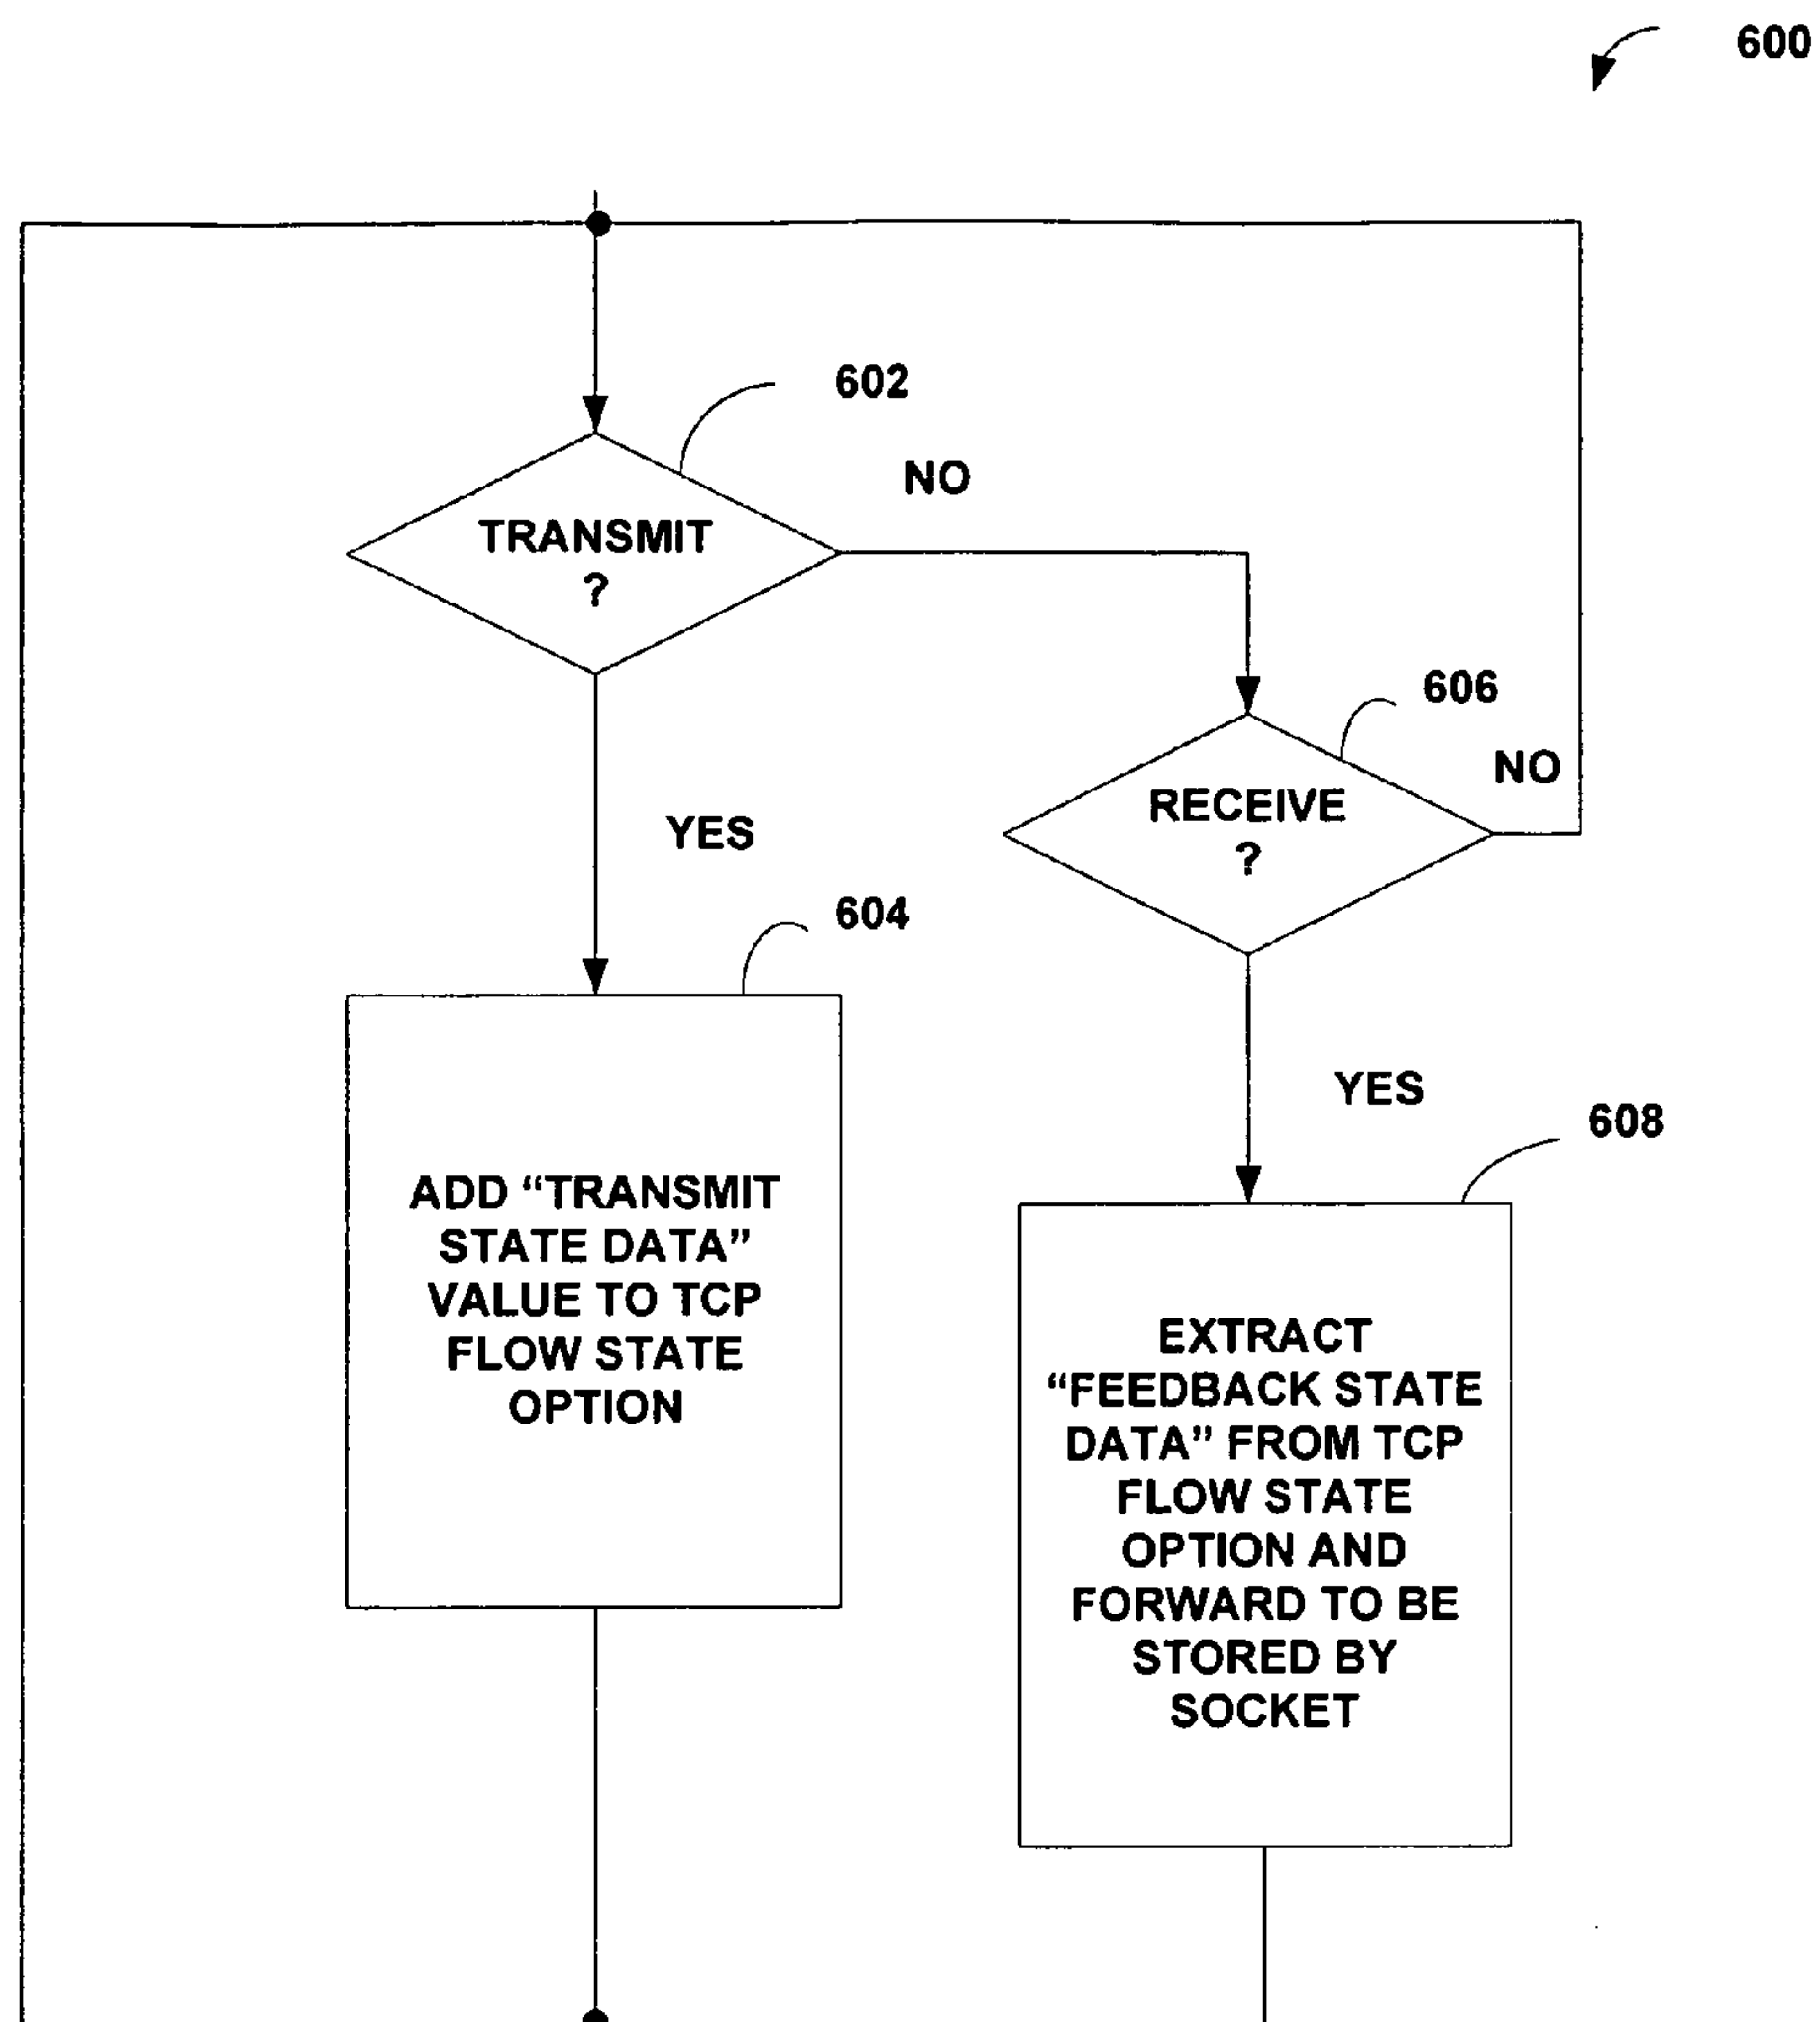 600
602
NO
TRANSMIT
?
606
NO
RECEIVE
?
YES
604
YES
608
ADD “TRANSMIT
STATE DATA”
VALUE TO TCP
FLOW STATE
OPTION
EXTRACT
“FEEDBACK STATE
DATA” FROM TCP
FLOW STATE
OPTION AND
FORWARD TO BE
STORED BY
SOCKET